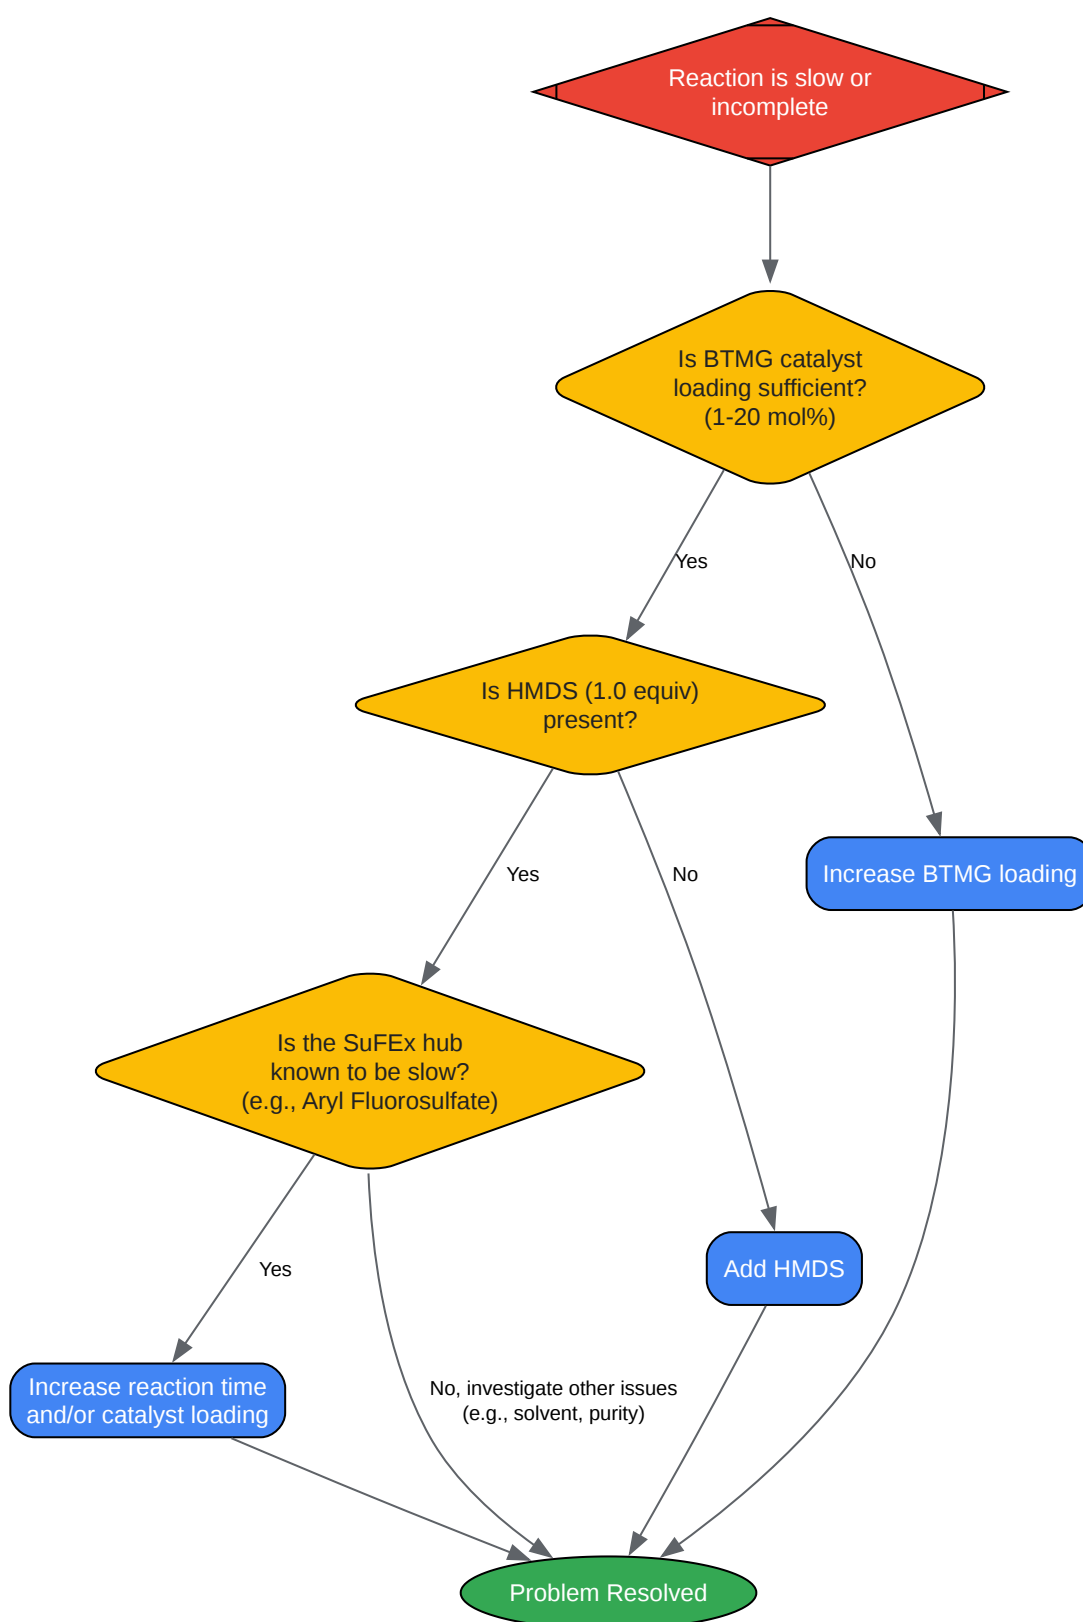 Reaction is slow or
incomplete
Is BTMG catalyst
loading sufficient?
(1-20 mol%)
Yes
No
Is HMDS (1.0 equiv)
present?
Yes
No
Increase BTMG loading
Is the SuFEx hub
known to be slow?
(e.g., Aryl Fluorosulfate)
Yes
Add HMDS
Increase reaction time
and/or catalyst loading
No, investigate other issues
(e.g., solvent, purity)
Problem Resolved